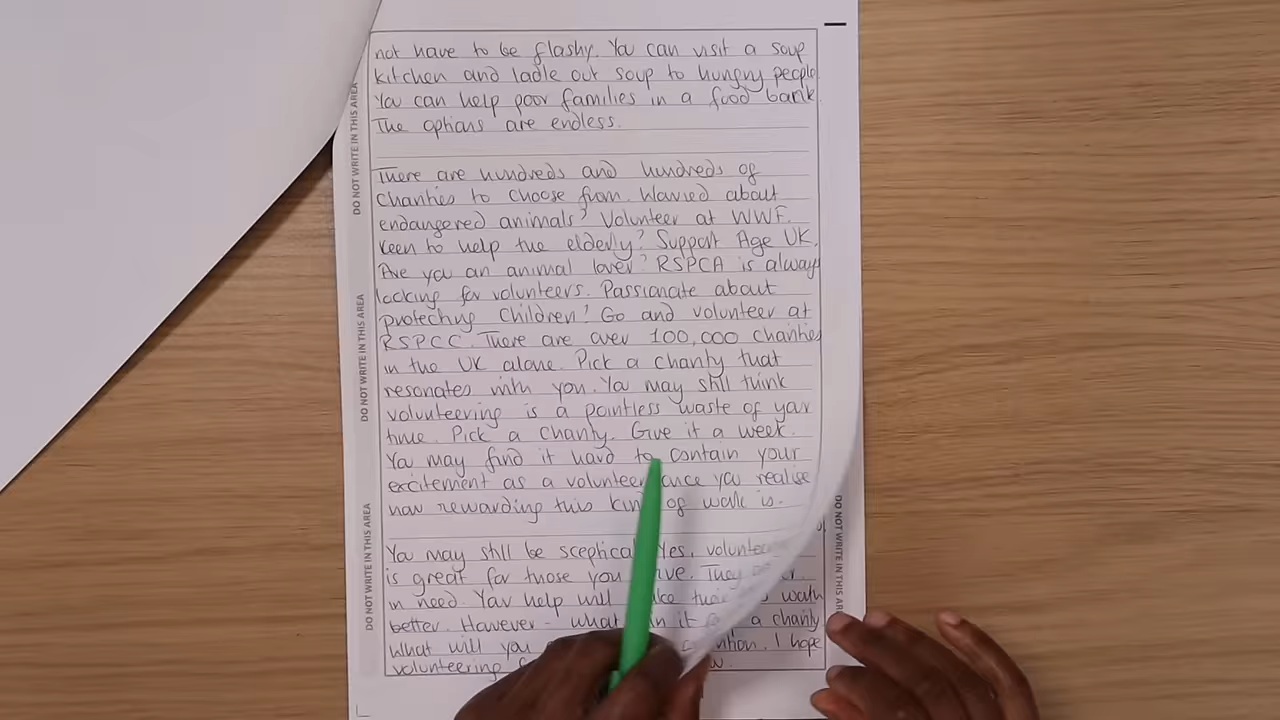 not have to be flashy. You can visit a soup
kitchen and ladle out soup to hungry people
You can help poor families in a food bank.
The options are endless.
There are hundreds and hundreds of
charities to choose from. Worried about
endangered animals? Volunteer at WWF.
Keen to help the elderly? Support Age UK.
Are you an animal lover? RSPCA is always
looking for volunteers. Passionate about
protecting children? Go and volunteer at
RSPCC. There are over 100,000 charities
in the UK alone. Pick a charity that
resonates with you. You may still think
volunteering is a pointless waste of your
time. Pick a charity. Give it a week.
You may find it hard to contain your
excitement as a volunteer once you realise
how rewarding this kind of work is.
You may still be sceptical. Yes,
is great for those you They
in need. Your help will
better. However - what in it a charity
What will you I hope
volunteering
DO NOT WRITE IN THIS AREA
DO NOT WRITE IN THIS AREA
DO NOT WRITE IN THIS AREA
DO NOT WRITE IN THIS AREA